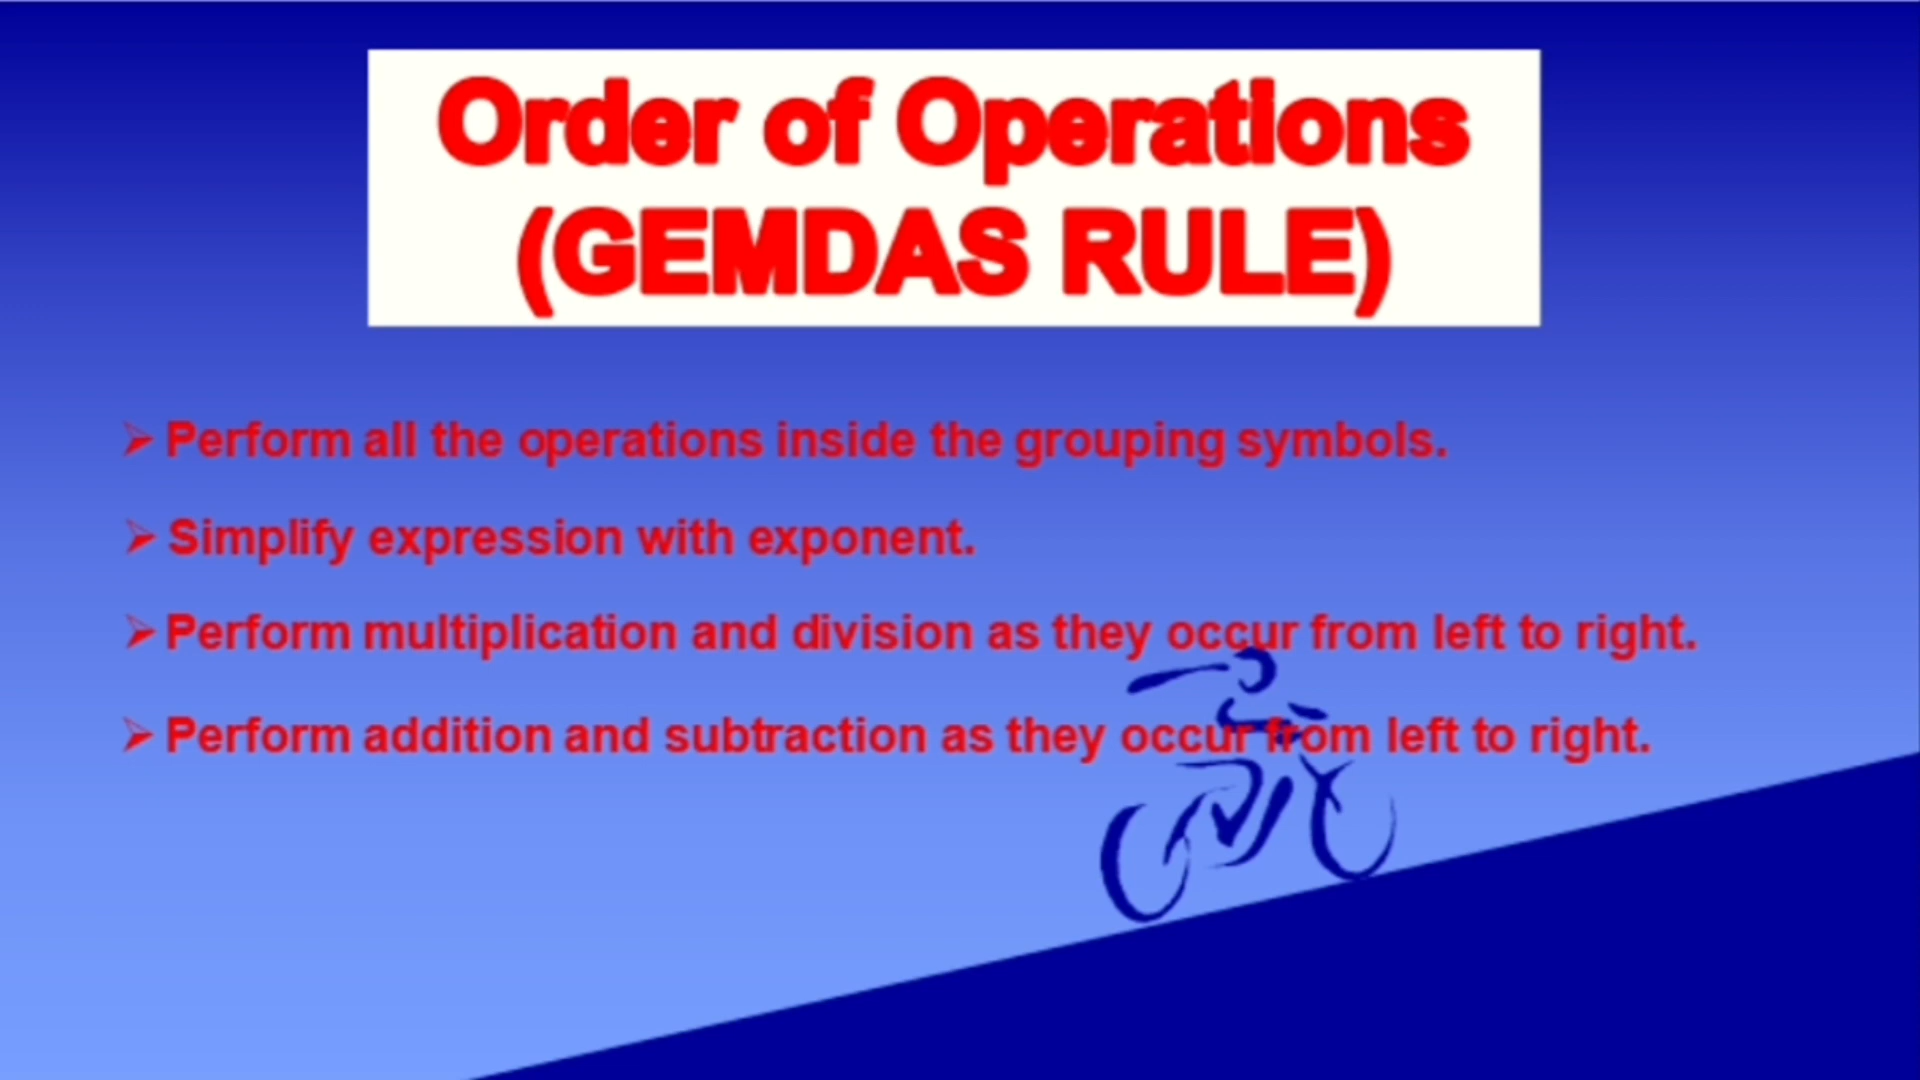 Order of Operations
(GEMDAS RULE)
➢ Perform all the operations inside the grouping symbols.
➢ Simplify expression with exponent.
➢ Perform multiplication and division as they occur from left to right.
➢ Perform addition and subtraction as they occur from left to right.